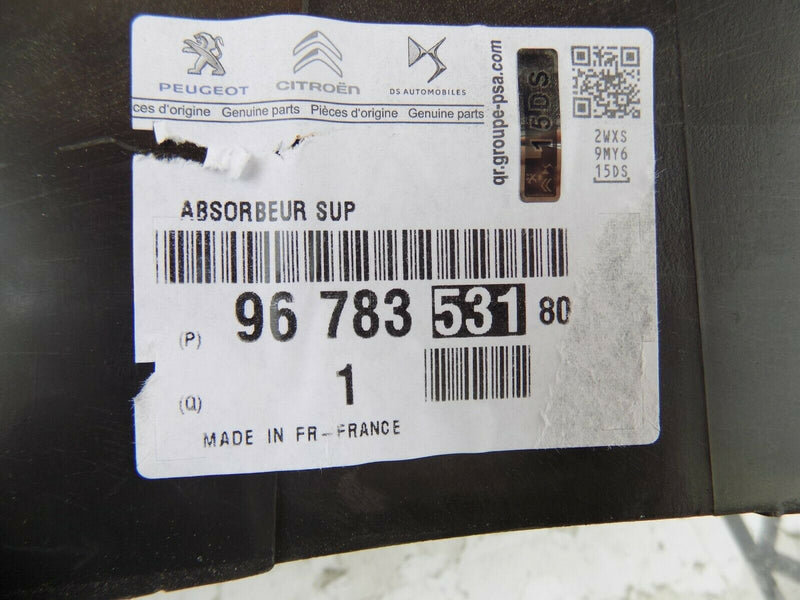 PEUGEOT CITROËN DS AUTOMOBILES
ces d'origine Genuine parts Pièces d'origine Genuine parts
qr.groupe-psa.com
15DS
2WXS
9MY6
15DS
ABSORBEUR SUP
(P) 96 783 531 80
(Q) 1
MADE IN FR-FRANCE